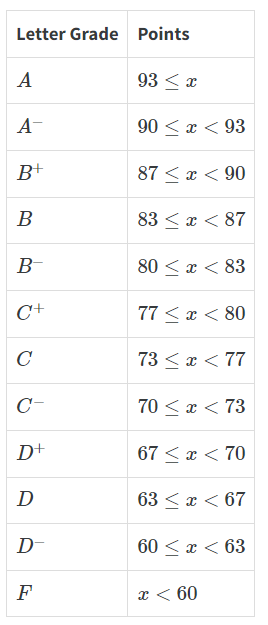 Letter Grade Points
A 93 ≤ x
A⁻ 90 ≤ x < 93
B⁺ 87 ≤ x < 90
B 83 ≤ x < 87
B⁻ 80 ≤ x < 83
C⁺ 77 ≤ x < 80
C 73 ≤ x < 77
C⁻ 70 ≤ x < 73
D⁺ 67 ≤ x < 70
D 63 ≤ x < 67
D⁻ 60 ≤ x < 63
F x < 60